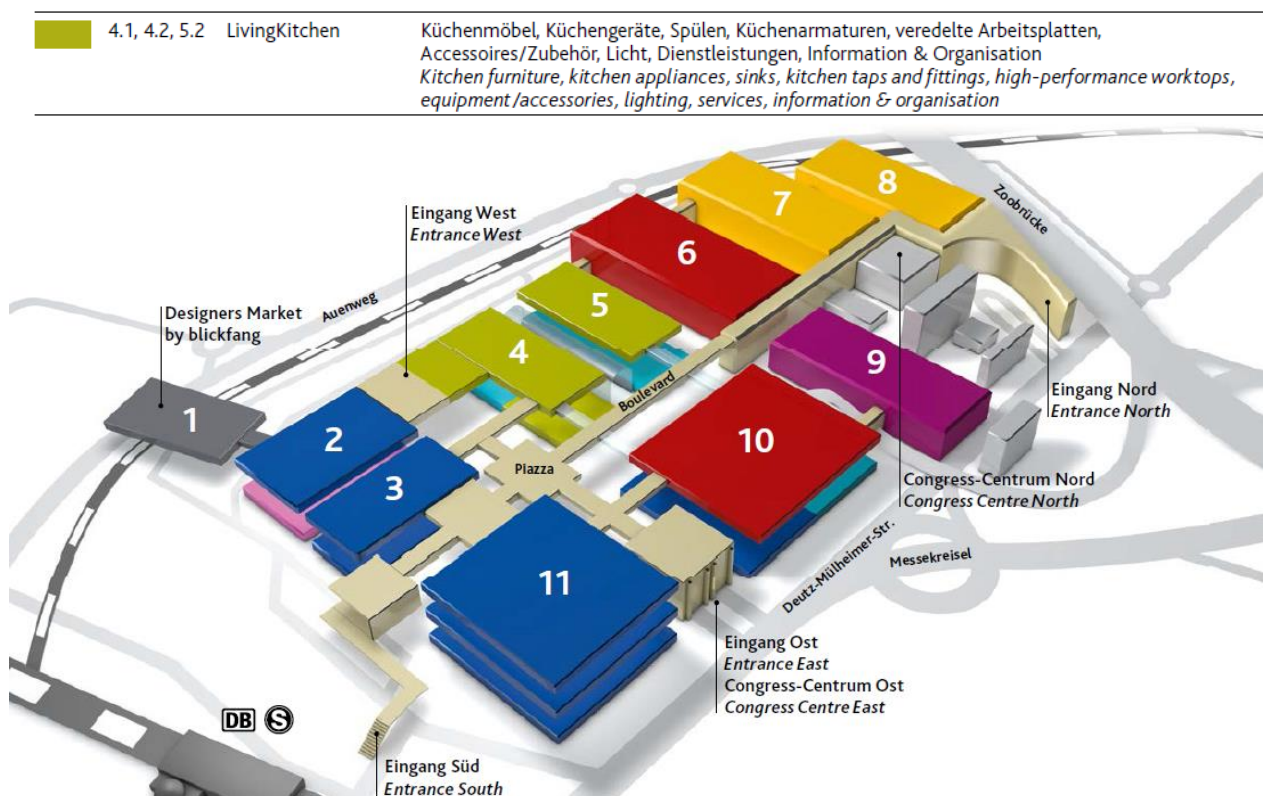 4.1, 4.2, 5.2 LivingKitchen Küchenmöbel, Küchengeräte, Spülen, Küchenarmaturen, veredelte Arbeitsplatten,
Accessoires/Zubehör, Licht, Dienstleistungen, Information & Organisation
Kitchen furniture, kitchen appliances, sinks, kitchen taps and fittings, high-performance worktops,
equipment/accessories, lighting, services, information & organisation
8
7
Zoobrücke
Eingang West
Entrance West
6
5
Designers Market
by blickfang
Auenweg
4
9
Boulevard
Eingang Nord
Entrance North
1
2
10
3
Plazza
Congress-Centrum Nord
Congress Centre North
11
Deutz-Mülheimer-Str.
Messekreisel
Eingang Ost
Entrance East
Congress-Centrum Ost
Congress Centre East
DB S
Eingang Süd
Entrance South